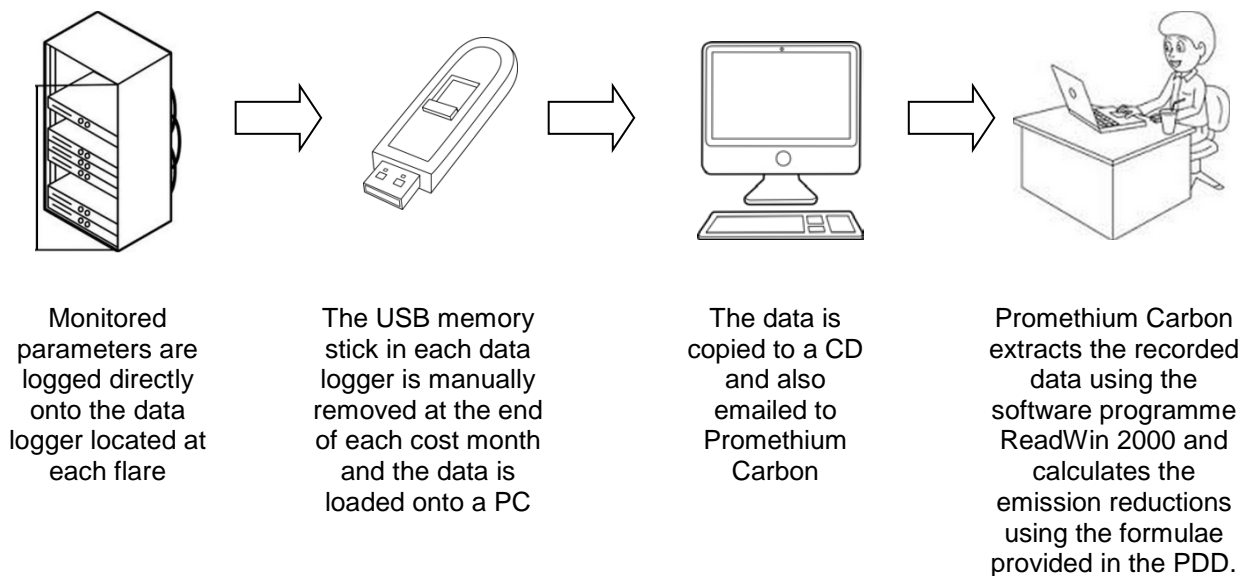 Monitored
parameters are
logged directly
onto the data
logger located at
each flare
The USB memory
stick in each data
logger is manually
removed at the end
of each cost month
and the data is
loaded onto a PC
The data is
copied to a CD
and also
emailed to
Promethium
Carbon
Promethium Carbon
extracts the recorded
data using the
software programme
ReadWin 2000 and
calculates the
emission reductions
using the formulae
provided in the PDD.